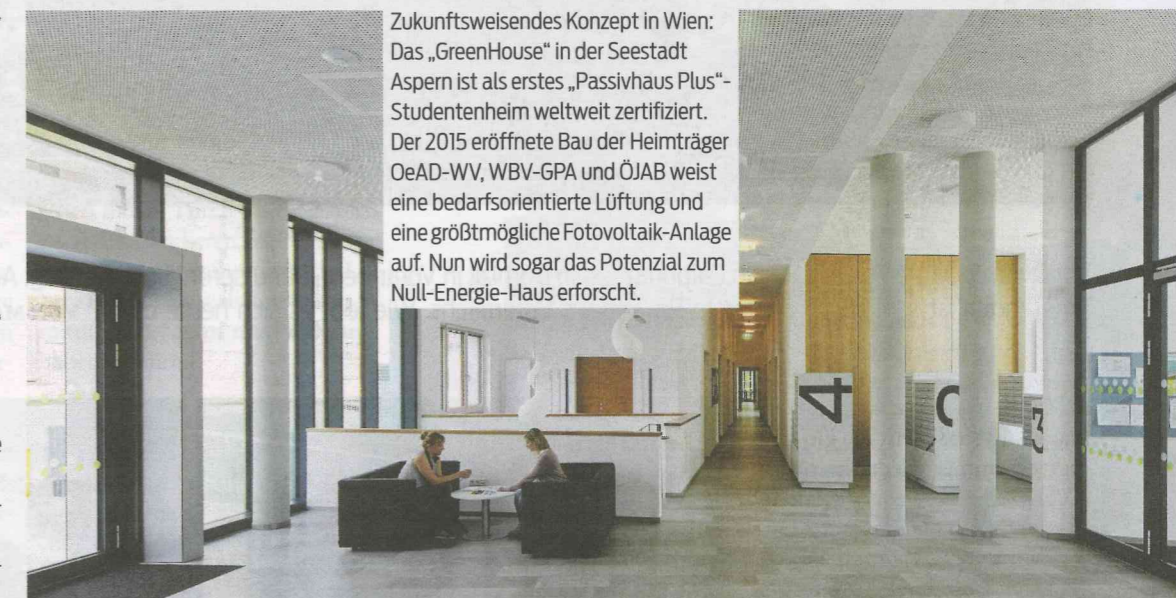 Zukunftsweisendes Konzept in Wien:
Das „GreenHouse“ in der Seestadt
Aspern ist als erstes „Passivhaus Plus“-
Studentenheim weltweit zertifiziert.
Der 2015 eröffnete Bau der Heimträger
OeAD-WV, WBV-GPA und ÖJAB weist
eine bedarfsorientierte Lüftung und
eine größtmögliche Fotovoltaik-Anlage
auf. Nun wird sogar das Potenzial zum
Null-Energie-Haus erforscht.
4
3